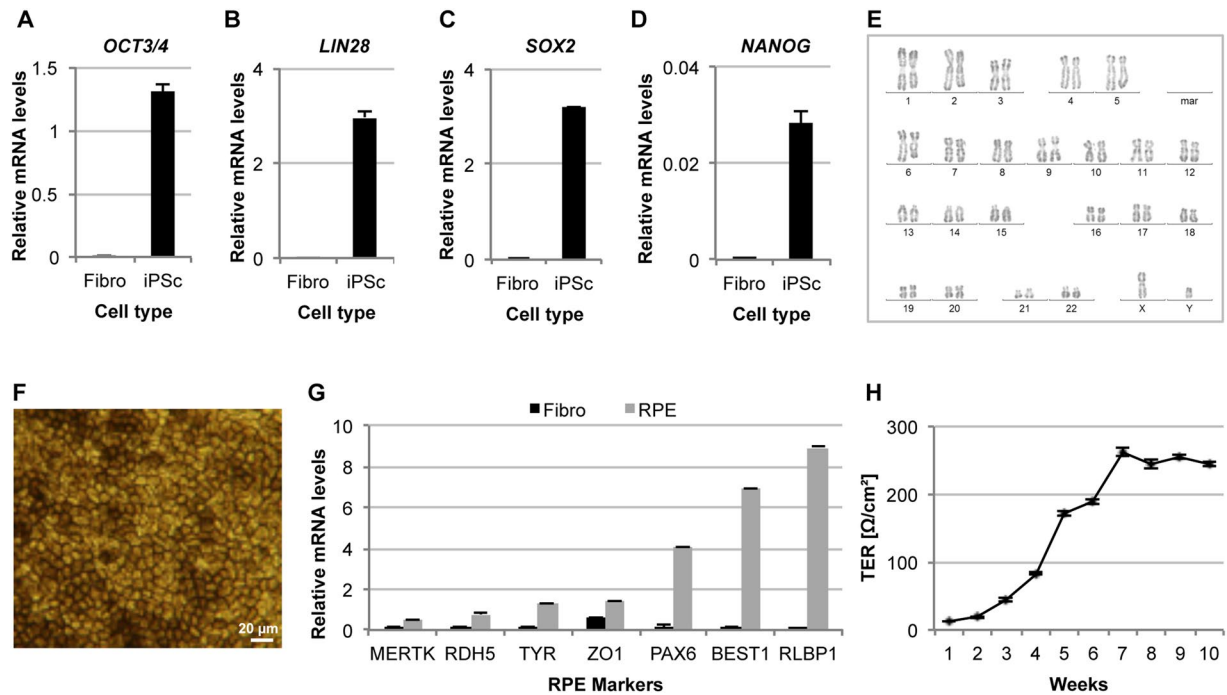 A
OCT3/4
Relative mRNA levels
1.5
1
0.5
0
Fibro iPSc
Cell type
B
LIN28
Relative mRNA levels
4
2
0
Fibro iPSc
Cell type
C
SOX2
Relative mRNA levels
4
2
0
Fibro iPSc
Cell type
D
NANOG
Relative mRNA levels
0.04
0.02
0
Fibro iPSc
Cell type
E
1 2 3 4 5 mar
6 7 8 9 10 11 12
13 14 15 16 17 18
19 20 21 22 X Y
F
20 µm
G
Fibro RPE
Relative mRNA levels
10
8
6
4
2
0
MERTK RDH5 TYR ZO1 PAX6 BEST1 RLBP1
RPE Markers
H
TER [Ω/cm²]
300
200
100
0
1 2 3 4 5 6 7 8 9 10
Weeks